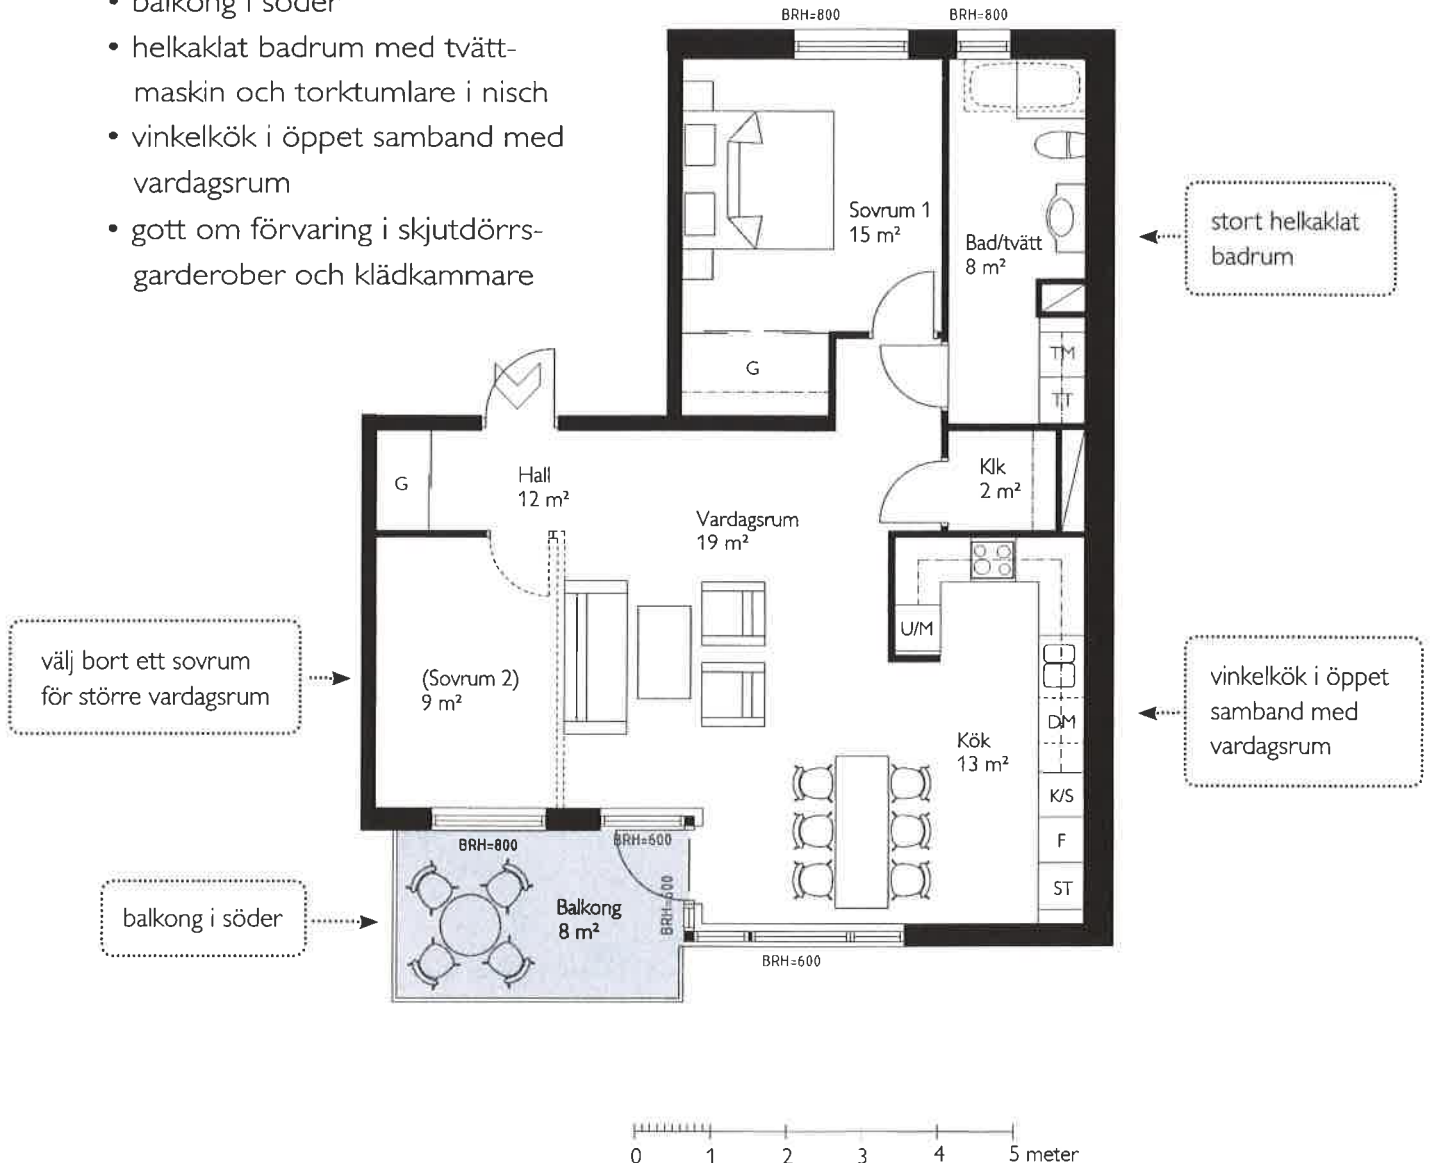 • balkong i söder
• helkaklat badrum med tvätt-
maskin och torktumlare i nisch
• vinkelkök i öppet samband med
vardagsrum
• gott om förvaring i skjutdörrs-
garderober och klädkammare
BRH=800
BRH=800
Sovrum 1
15 m²
Bad/tvätt
8 m²
stort helkaklat
badrum
TM
TT
G
G
Hall
12 m²
Klk
2 m²
Vardagsrum
19 m²
U/M
välj bort ett sovrum
för större vardagsrum
(Sovrum 2)
9 m²
vinkelkök i öppet
samband med
vardagsrum
DM
Kök
13 m²
K/S
F
ST
BRH=800
BRH=600
BRH=600
balkong i söder
Balkong
8 m²
BRH=600
0 1 2 3 4 5 meter